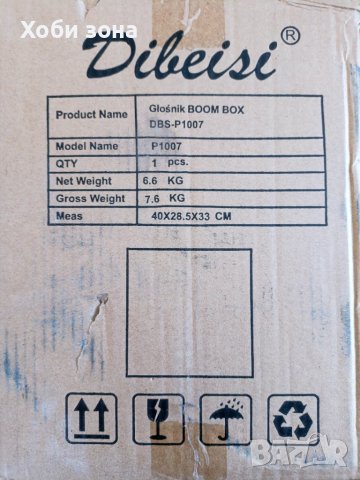 Хоби зона
Dibeisi ®
Product Name Głośnik BOOM BOX
DBS-P1007
Model Name P1007
QTY 1 pcs.
Net Weight 6.6 KG
Gross Weight 7.6 KG
Meas 40X28.5X33 CM
BAZAR